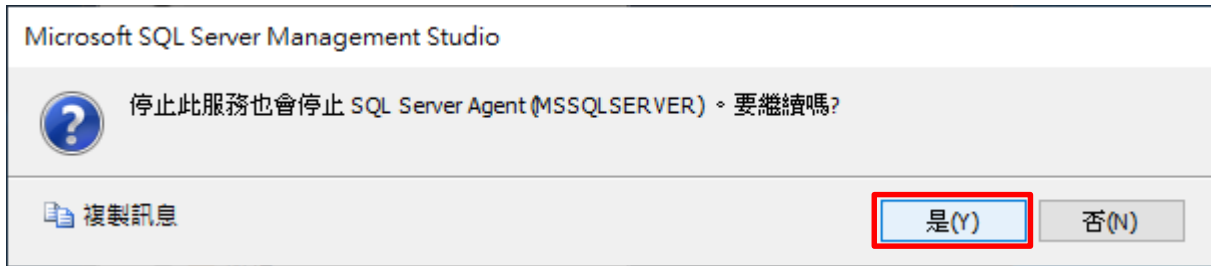 Microsoft SQL Server Management Studio
停止此服務也會停止 SQL Server Agent (MSSQLSERVER) 。要繼續嗎?
複製訊息
是(Y)
否(N)